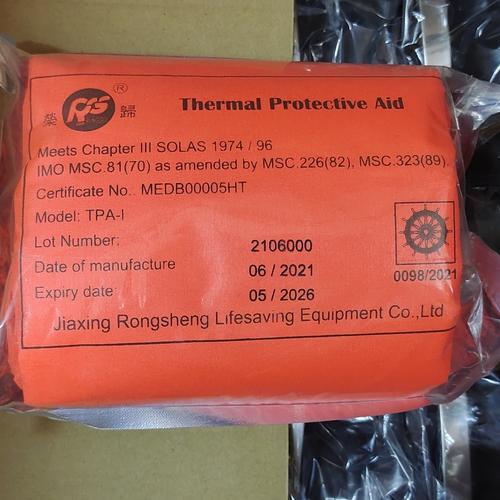 榮 RS ® 歸 Thermal Protective Aid
Meets Chapter III SOLAS 1974 / 96
IMO MSC.81(70) as amended by MSC.226(82), MSC.323(89).
Certificate No.. MEDB00005HT
Model: TPA-I
Lot Number: 2106000
Date of manufacture 06 / 2021
Expiry date 05 / 2026
0098/2021
Jiaxing Rongsheng Lifesaving Equipment Co.,Ltd